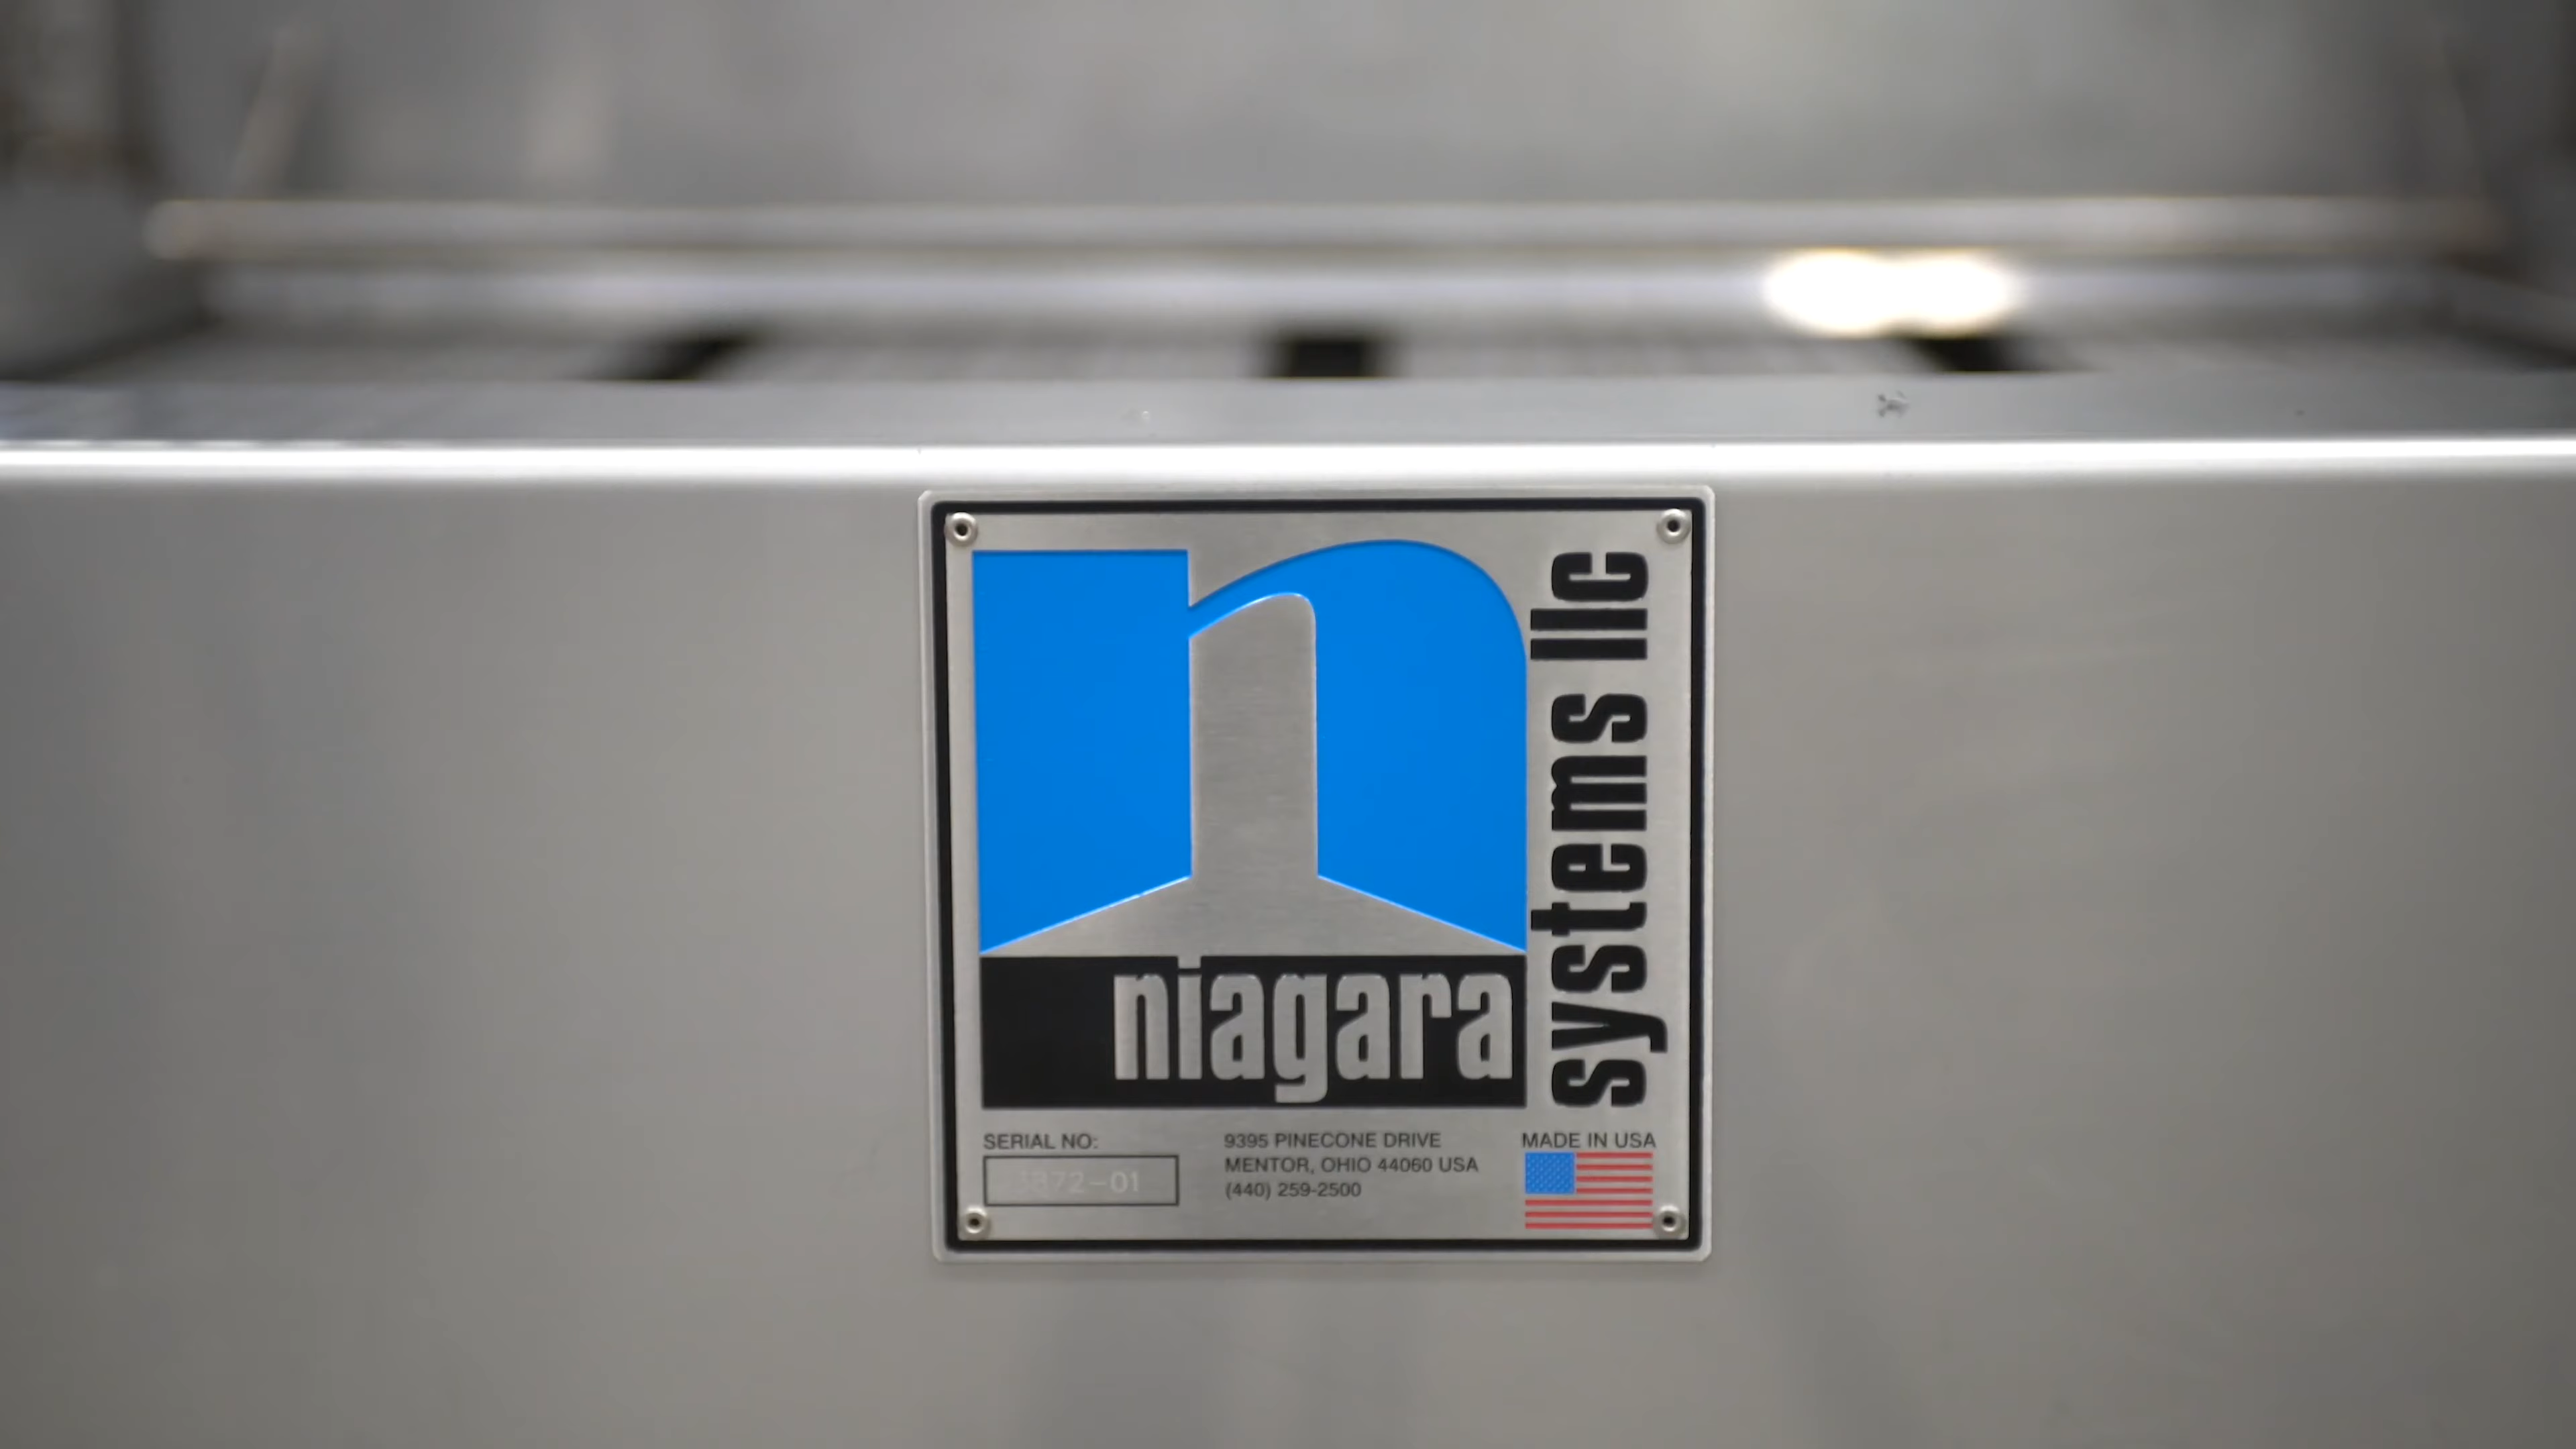 niagara
systems llc
SERIAL NO:
9395 PINECONE DRIVE
MENTOR, OHIO 44060 USA
(440) 259-2500
MADE IN USA